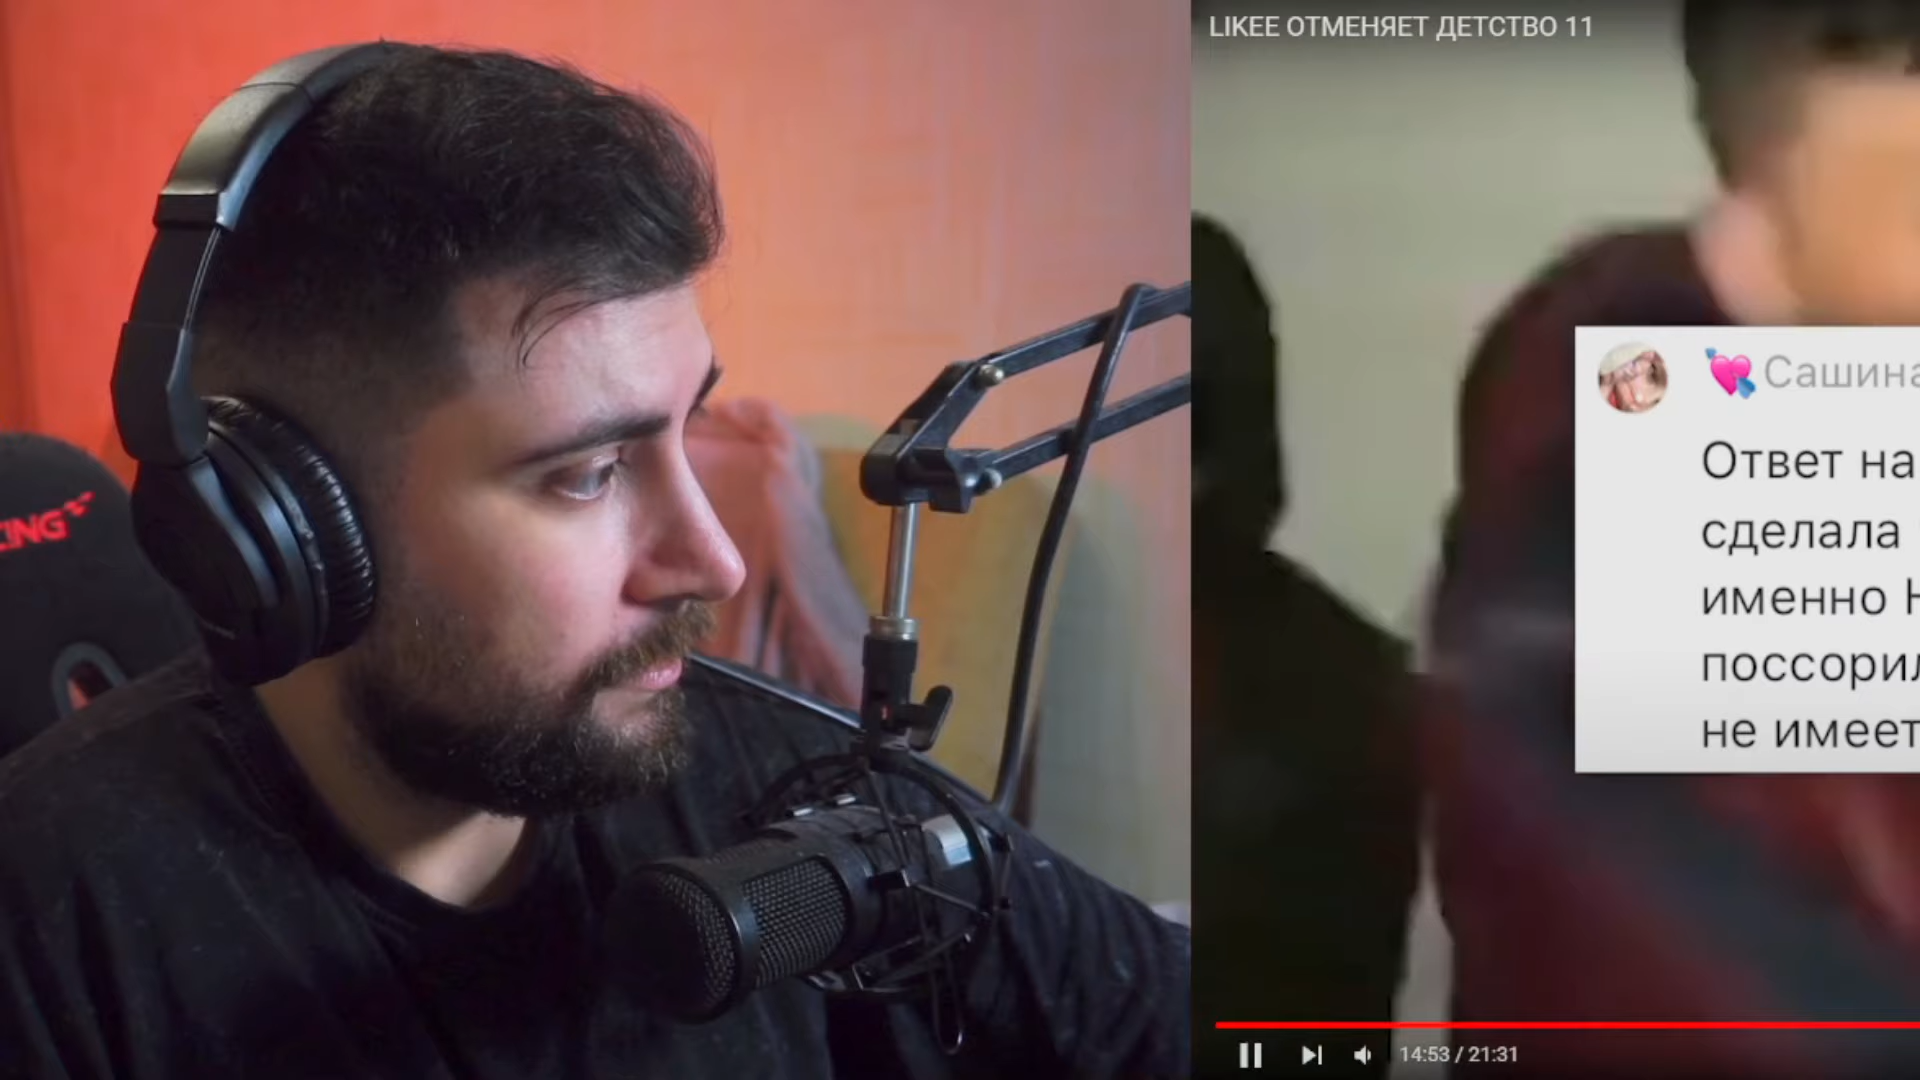 LIKEE ОТМЕНЯЕТ ДЕТСТВО 11
Сашина
Ответ на
сделала
именно Н
поссорил
не имеет
14:53 / 21:31